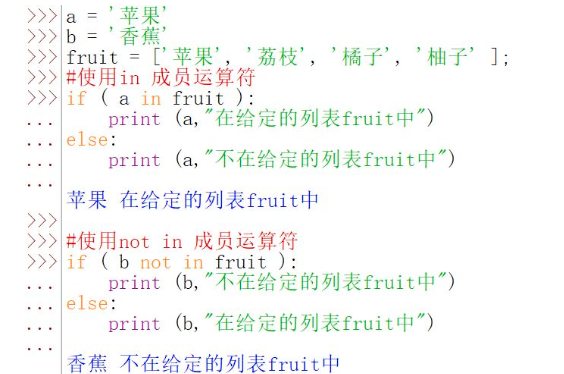 >>> a = '苹果'
>>> b = '香蕉'
>>> fruit = ['苹果', '荔枝', '橘子', '柚子' ];
>>> #使用in 成员运算符
>>> if ( a in fruit ):
...     print (a,"在给定的列表fruit中")
... else:
...     print (a,"不在给定的列表fruit中")
...
苹果 在给定的列表fruit中
>>>
>>> #使用not in 成员运算符
>>> if ( b not in fruit ):
...     print (b,"不在给定的列表fruit中")
... else:
...     print (b,"在给定的列表fruit中")
...
香蕉 不在给定的列表fruit中